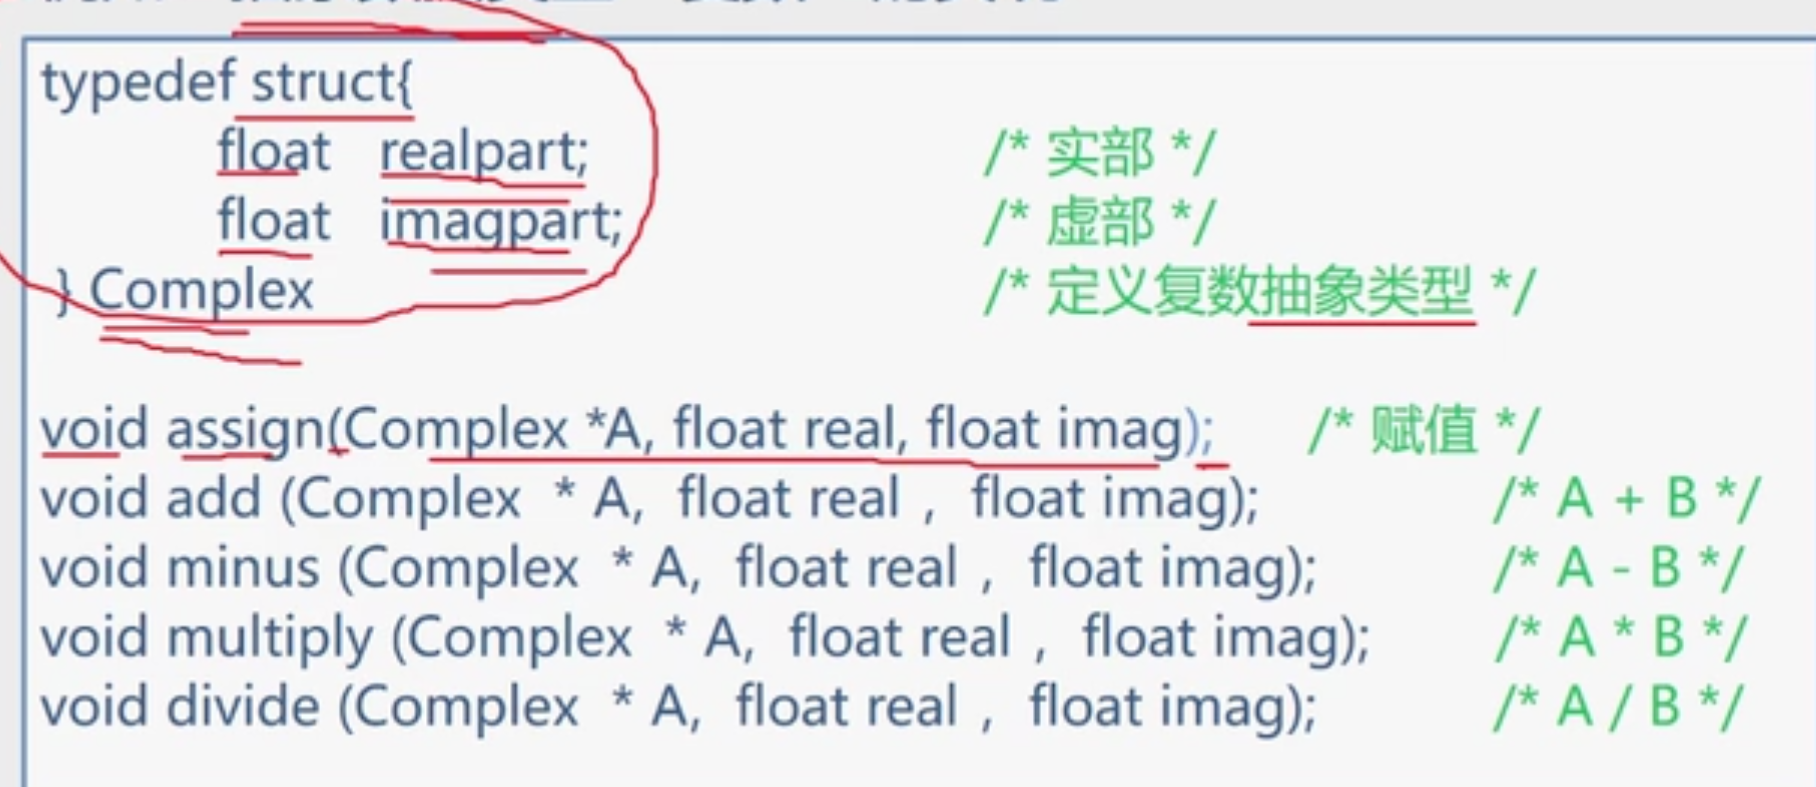 typedef struct{
float realpart; /* 实部 */
float imagpart; /* 虚部 */
} Complex /* 定义复数抽象类型 */
void assign(Complex *A, float real, float imag); /* 赋值 */
void add (Complex * A, float real , float imag); /* A + B */
void minus (Complex * A, float real , float imag); /* A - B */
void multiply (Complex * A, float real , float imag); /* A * B */
void divide (Complex * A, float real , float imag); /* A / B */